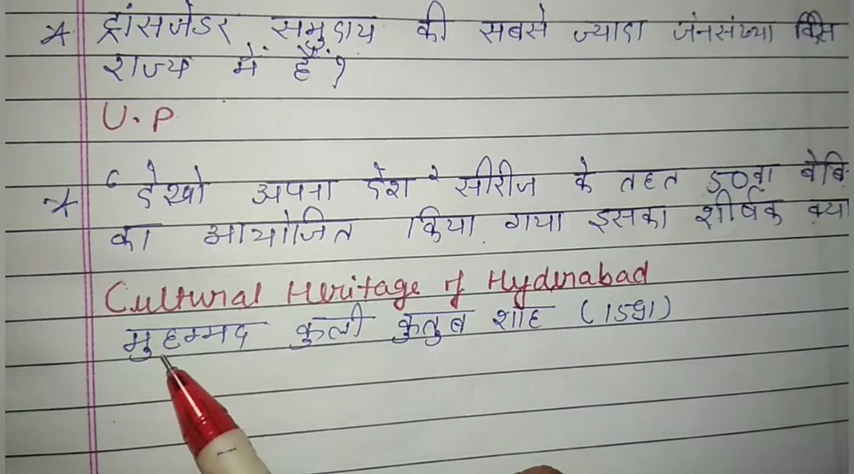 * ट्रांसजेंडर समुदाय की सबसे ज्यादा जनसंख्या किस
राज्य में है?
U.P
* 'देखो अपना देश' सीरीज के तहत 50वा वेबि
का आयोजित किया गया इसका शीर्षक क्या
Cultural Heritage of Hyderabad
मुहम्मद कुली कुतुब शाह (1591)